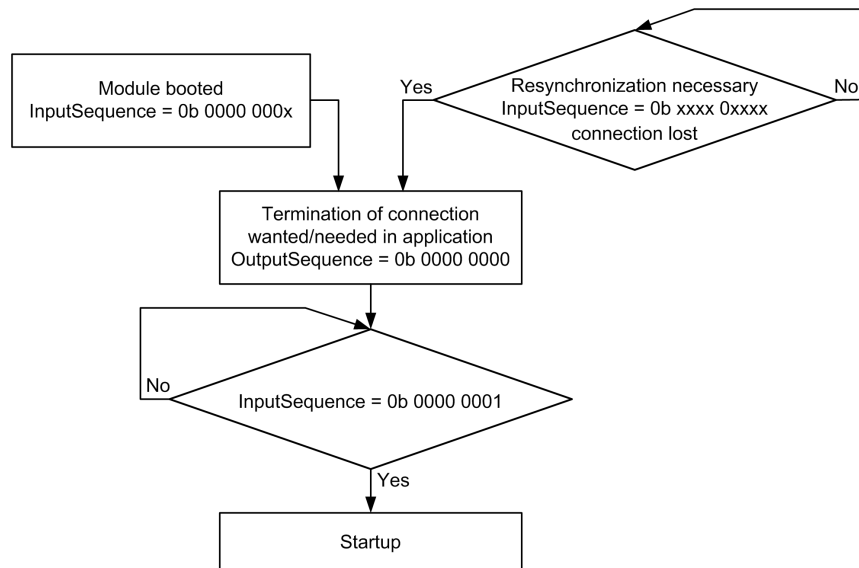 Module booted
InputSequence = 0b 0000 000x
Yes
Resynchronization necessary
InputSequence = 0b xxxx 0xxxx
connection lost
No
Termination of connection
wanted/needed in application
OutputSequence = 0b 0000 0000
No
InputSequence = 0b 0000 0001
Yes
Startup